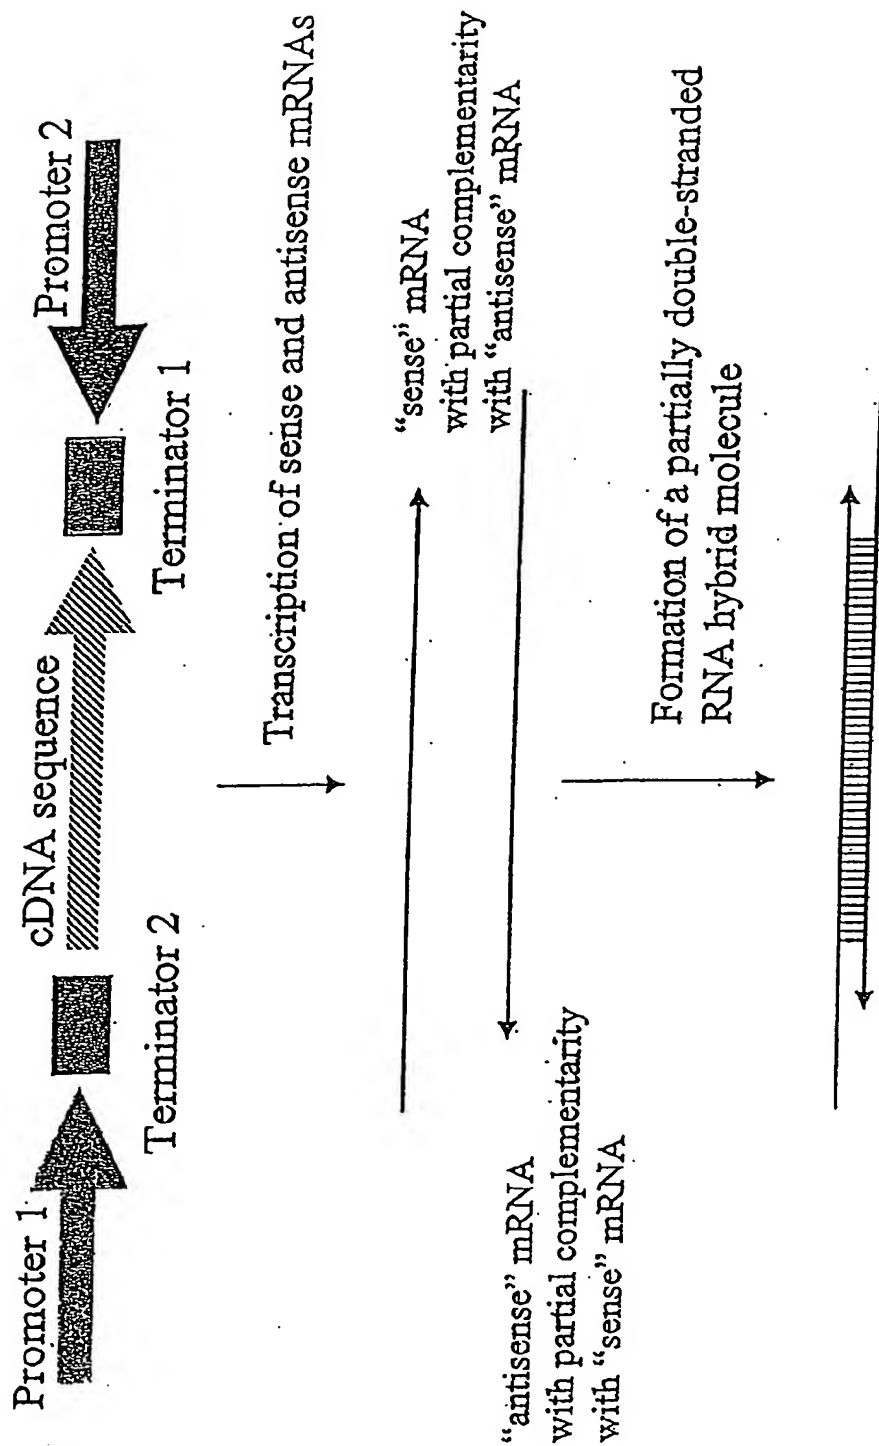 Promoter 1
cDNA sequence
Promoter 2
Terminator 2
Terminator 1
Transcription of sense and antisense mRNAs
“sense” mRNA
with partial complementarity
with “antisense” mRNA
“antisense” mRNA
with partial complementarity
with “sense” mRNA
Formation of a partially double-stranded
RNA hybrid molecule